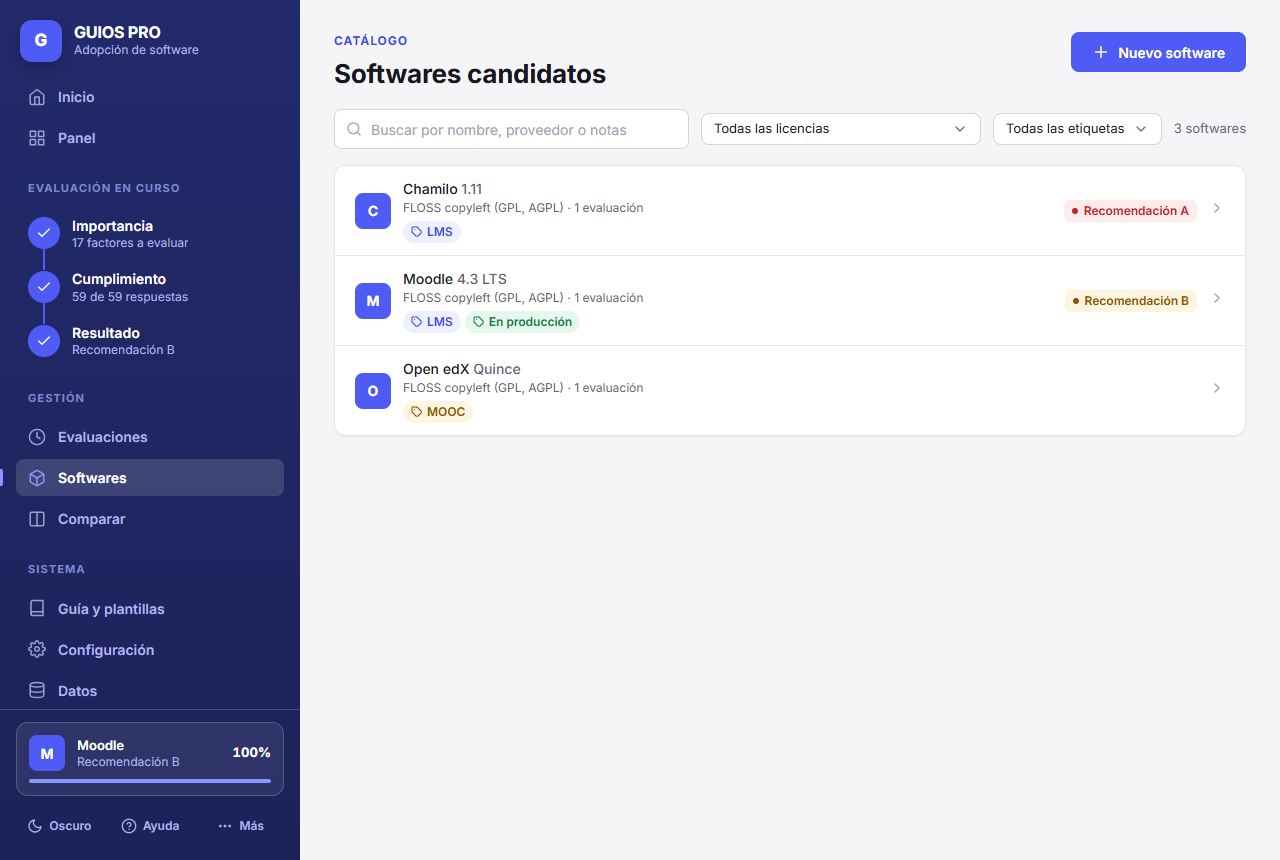 G
GUIOS PRO
Adopción de software
Inicio
Panel
EVALUACIÓN EN CURSO
Importancia
17 factores a evaluar
Cumplimiento
59 de 59 respuestas
Resultado
Recomendación B
GESTIÓN
Evaluaciones
Softwares
Comparar
SISTEMA
Guía y plantillas
Configuración
Datos
M
Moodle
Recomendación B
100%
Oscuro
Ayuda
Más
CATÁLOGO
Softwares candidatos
Nuevo software
Buscar por nombre, proveedor o notas
Todas las licencias
Todas las etiquetas
3 softwares
C
Chamilo 1.11
FLOSS copyleft (GPL, AGPL) · 1 evaluación
LMS
Recomendación A
M
Moodle 4.3 LTS
FLOSS copyleft (GPL, AGPL) · 1 evaluación
LMS
En producción
Recomendación B
O
Open edX Quince
FLOSS copyleft (GPL, AGPL) · 1 evaluación
MOOC